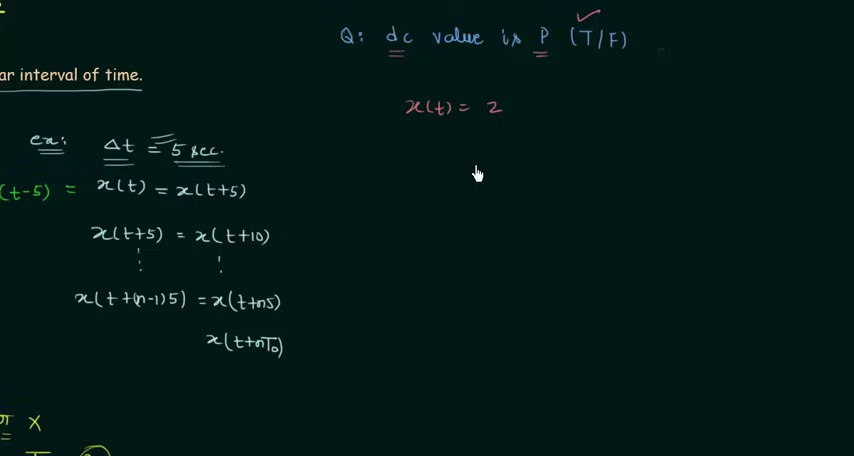 Q: dc value is P (T/F)
ar interval of time.
x(t) = 2
ex: Δt = 5 sec.
(t-5) = x(t) = x(t+5)
x(t+5) = x(t+10)
⋮ ⋮
x(t+(n-1)5) = x(t+n5)
x(t+nT₀)
x